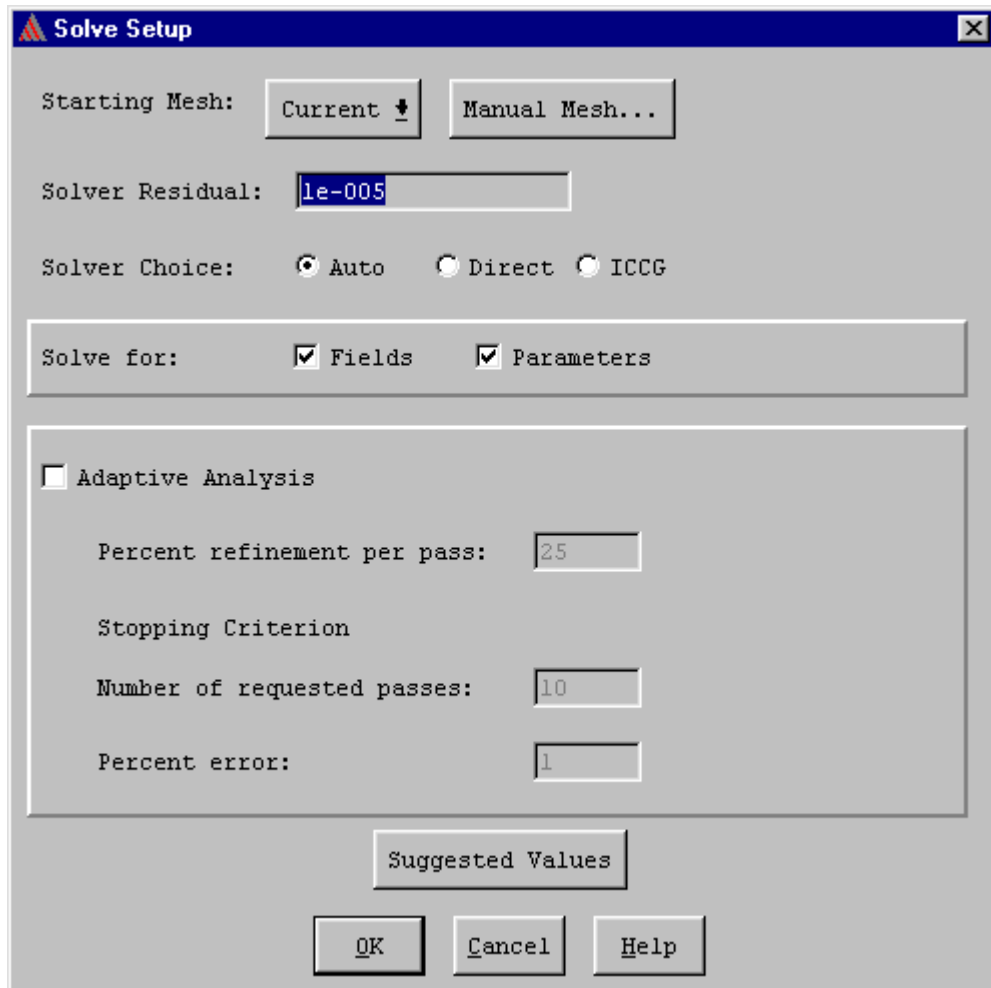 Solve Setup
Starting Mesh: Current Manual Mesh...
Solver Residual: 1e-005
Solver Choice: Auto Direct ICCG
Solve for: Fields Parameters
Adaptive Analysis
Percent refinement per pass: 25
Stopping Criterion
Number of requested passes: 10
Percent error: 1
Suggested Values
OK Cancel Help